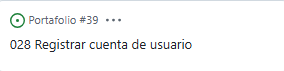 Portafolio #39 ···
028 Registrar cuenta de usuario